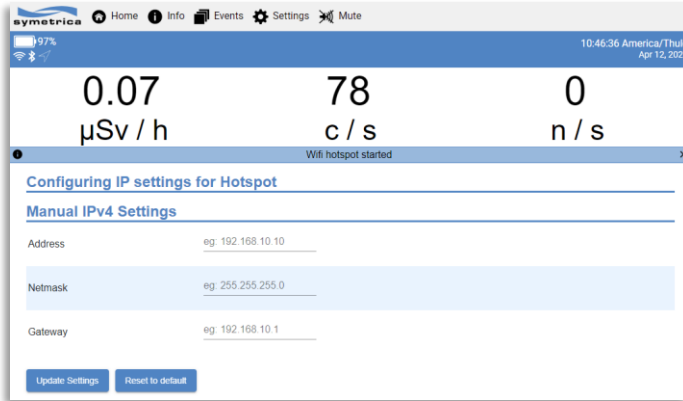 symetrica Home Info Events Settings Mute
97%
10:46:36 America/Thul
Apr 12, 202
0.07 78 0
µSv / h c / s n / s
Wifi hotspot started
Configuring IP settings for Hotspot
Manual IPv4 Settings
Address eg: 192.168.10.10
Netmask eg: 255.255.255.0
Gateway eg: 192.168.10.1
Update Settings Reset to default